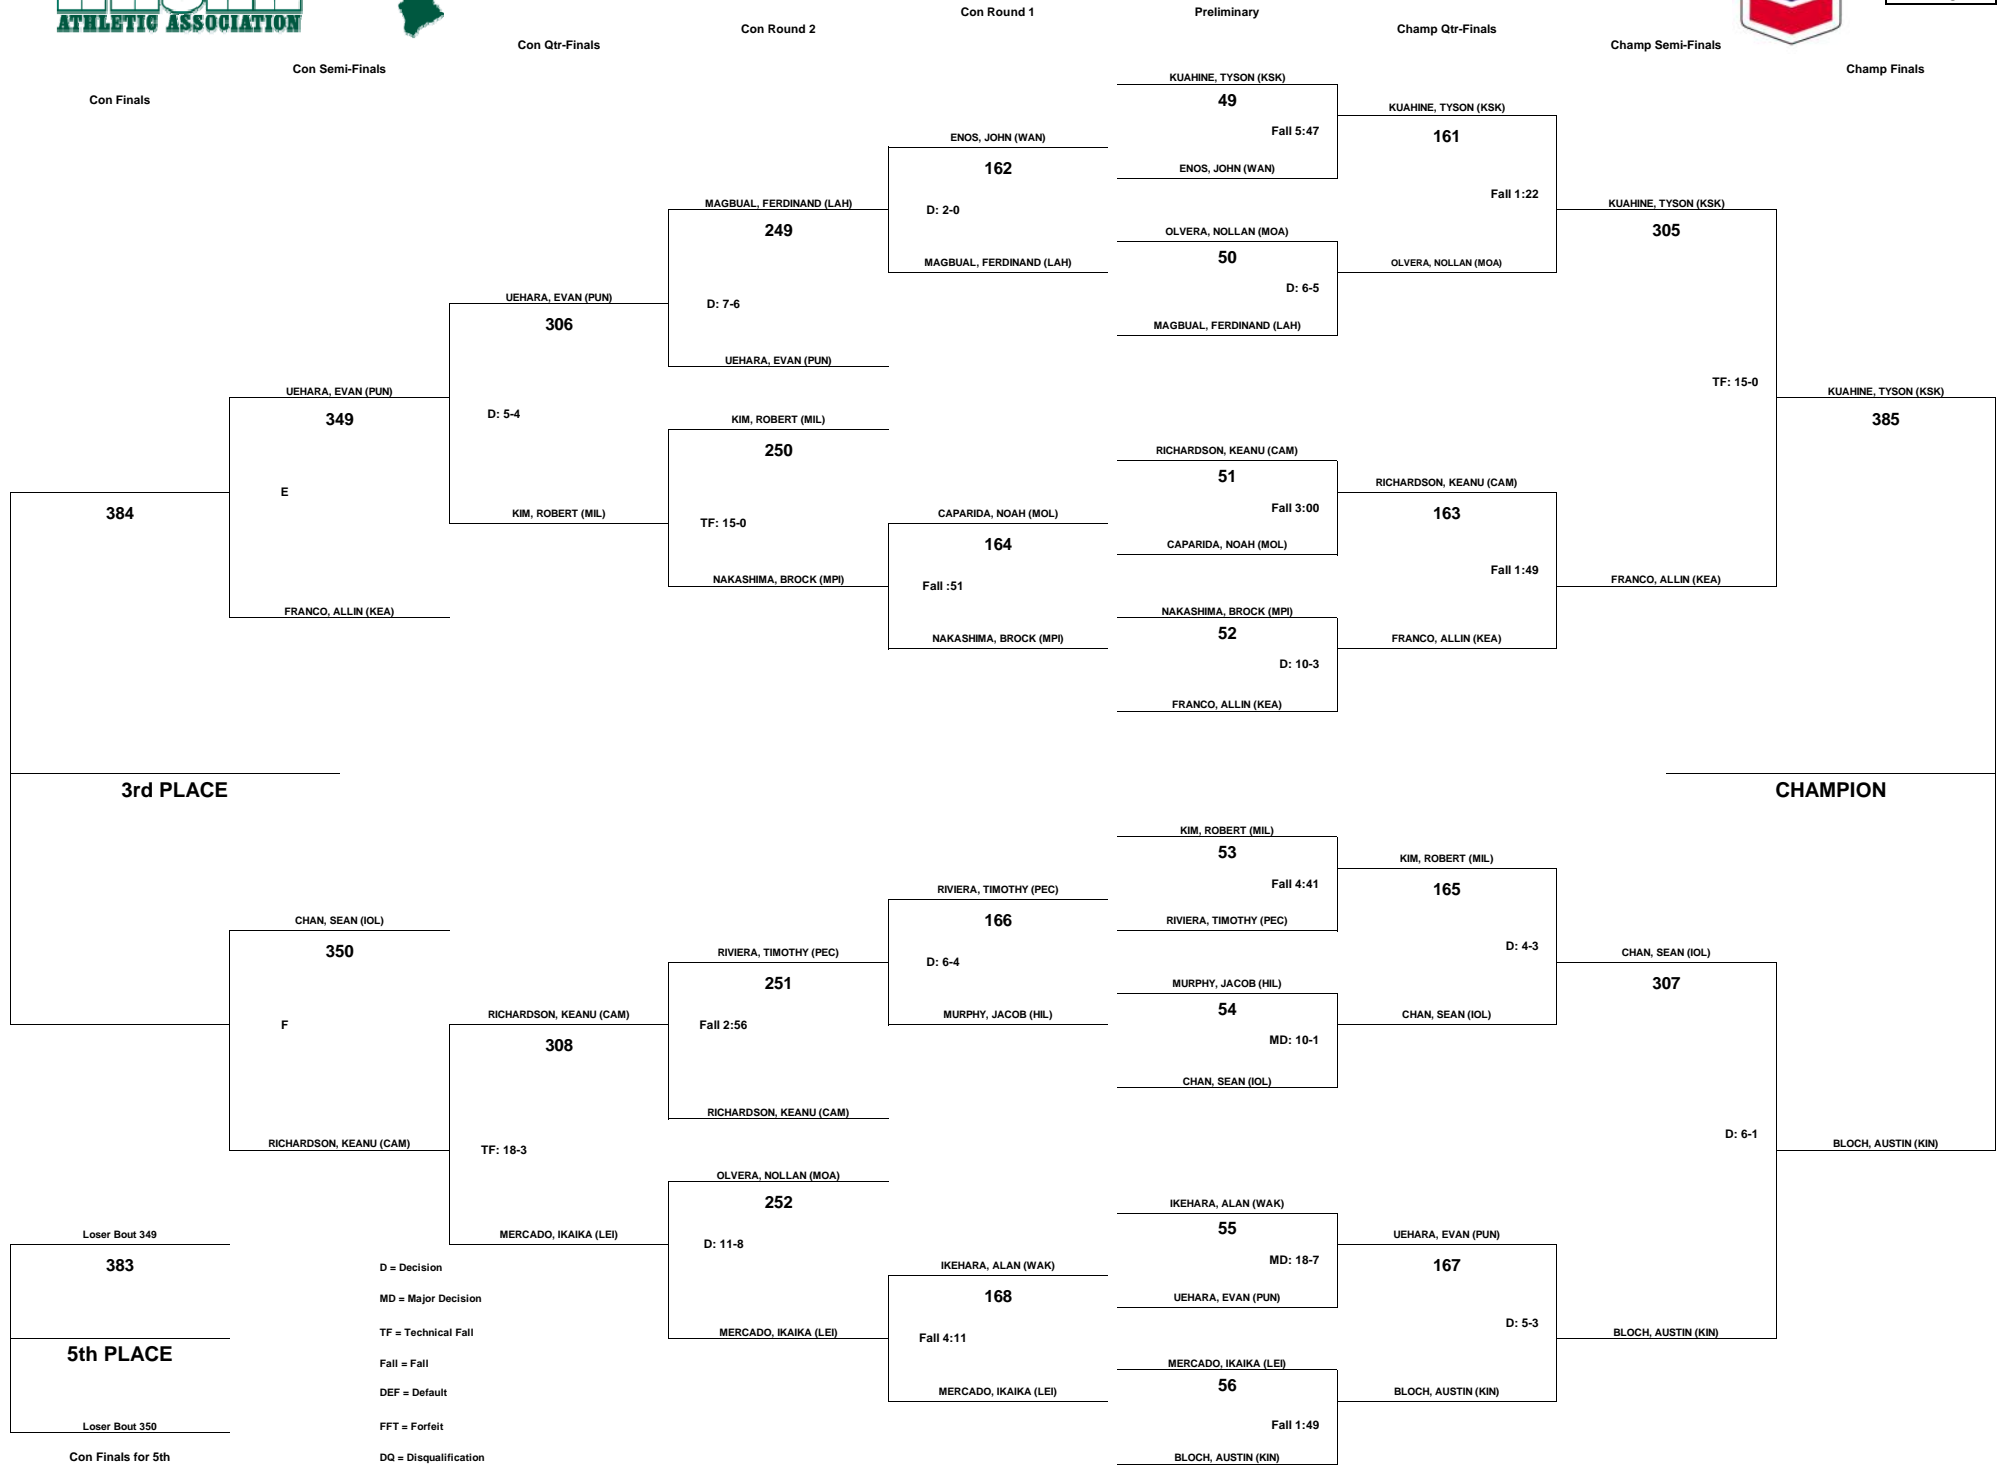 ATHLETIC ASSOCIATION
Con Finals
Con Semi-Finals
Con Qtr-Finals
Con Round 2
Con Round 1
Preliminary
Champ Qtr-Finals
Champ Semi-Finals
Champ Finals
KUAHINE, TYSON (KSK)
49
Fall 5:47
ENOS, JOHN (WAN)
OLVERA, NOLLAN (MOA)
50
D: 6-5
MAGBUAL, FERDINAND (LAH)
RICHARDSON, KEANU (CAM)
51
Fall 3:00
CAPARIDA, NOAH (MOL)
NAKASHIMA, BROCK (MPI)
52
D: 10-3
FRANCO, ALLIN (KEA)
KIM, ROBERT (MIL)
53
Fall 4:41
RIVIERA, TIMOTHY (PEC)
MURPHY, JACOB (HIL)
54
MD: 10-1
CHAN, SEAN (IOL)
IKEHARA, ALAN (WAK)
55
MD: 18-7
UEHARA, EVAN (PUN)
MERCADO, IKAIKA (LEI)
56
Fall 1:49
BLOCH, AUSTIN (KIN)
KUAHINE, TYSON (KSK)
161
Fall 1:22
OLVERA, NOLLAN (MOA)
RICHARDSON, KEANU (CAM)
163
Fall 1:49
FRANCO, ALLIN (KEA)
KIM, ROBERT (MIL)
165
D: 4-3
CHAN, SEAN (IOL)
UEHARA, EVAN (PUN)
167
D: 5-3
BLOCH, AUSTIN (KIN)
KUAHINE, TYSON (KSK)
305
TF: 15-0
FRANCO, ALLIN (KEA)
CHAN, SEAN (IOL)
307
D: 6-1
BLOCH, AUSTIN (KIN)
KUAHINE, TYSON (KSK)
385
CHAMPION
BLOCH, AUSTIN (KIN)
ENOS, JOHN (WAN)
162
D: 2-0
MAGBUAL, FERDINAND (LAH)
CAPARIDA, NOAH (MOL)
164
Fall :51
NAKASHIMA, BROCK (MPI)
RIVIERA, TIMOTHY (PEC)
166
D: 6-4
MURPHY, JACOB (HIL)
IKEHARA, ALAN (WAK)
168
Fall 4:11
MERCADO, IKAIKA (LEI)
MAGBUAL, FERDINAND (LAH)
249
D: 7-6
UEHARA, EVAN (PUN)
KIM, ROBERT (MIL)
250
TF: 15-0
NAKASHIMA, BROCK (MPI)
RIVIERA, TIMOTHY (PEC)
251
Fall 2:56
RICHARDSON, KEANU (CAM)
OLVERA, NOLLAN (MOA)
252
D: 11-8
MERCADO, IKAIKA (LEI)
UEHARA, EVAN (PUN)
306
D: 5-4
KIM, ROBERT (MIL)
RICHARDSON, KEANU (CAM)
308
TF: 18-3
MERCADO, IKAIKA (LEI)
UEHARA, EVAN (PUN)
349
E
FRANCO, ALLIN (KEA)
CHAN, SEAN (IOL)
350
F
RICHARDSON, KEANU (CAM)
384
3rd PLACE
Loser Bout 349
383
5th PLACE
Loser Bout 350
Con Finals for 5th
D = Decision
MD = Major Decision
TF = Technical Fall
Fall = Fall
DEF = Default
FFT = Forfeit
DQ = Disqualification